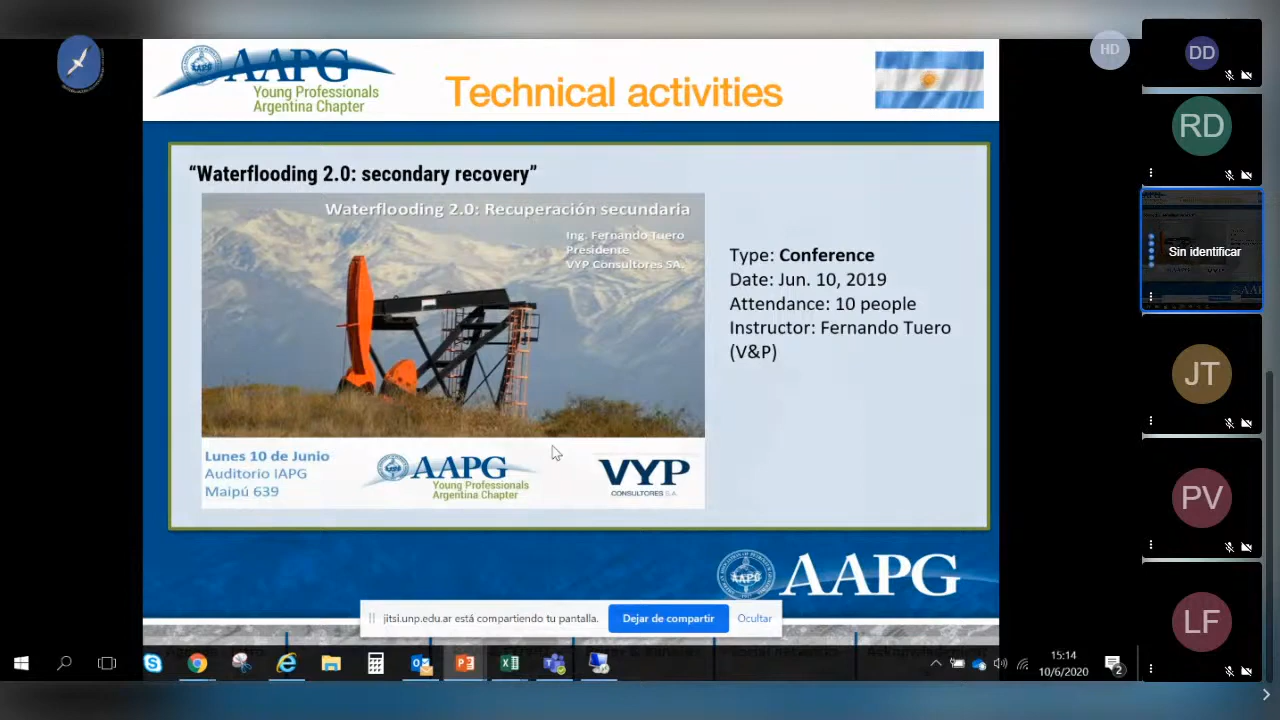 AAPG
Young Professionals
Argentina Chapter
Technical activities
“Waterflooding 2.0: secondary recovery”
Waterflooding 2.0: Recuperación secundaria
Ing. Fernando Tuero
Presidente
VYP Consultores SA.
Type: Conference
Date: Jun. 10, 2019
Attendance: 10 people
Instructor: Fernando Tuero
(V&P)
Lunes 10 de Junio
Auditorio IAPG
Maipú 639
AAPG
Young Professionals
Argentina Chapter
VYP
CONSULTORES S.A.
AAPG
AAPG
jitsi.unp.edu.ar está compartiendo tu pantalla.
Dejar de compartir
Ocultar
15:14
10/6/2020
2
HD
DD
RD
Sin identificar
JT
PV
LF